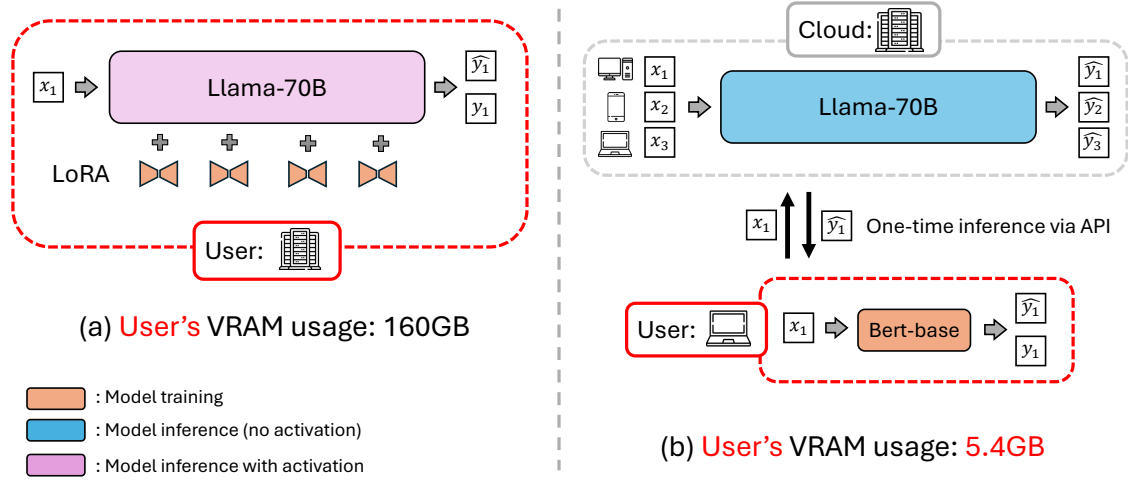 x₁
Llama-70B
ŷ₁
y₁
LoRA
User:
(a) User's VRAM usage: 160GB
: Model training
: Model inference (no activation)
: Model inference with activation
Cloud:
x₁
x₂
x₃
Llama-70B
ŷ₁
ŷ₂
ŷ₃
x₁
ŷ₁
One-time inference via API
User:
x₁
Bert-base
ŷ₁
y₁
(b) User's VRAM usage: 5.4GB